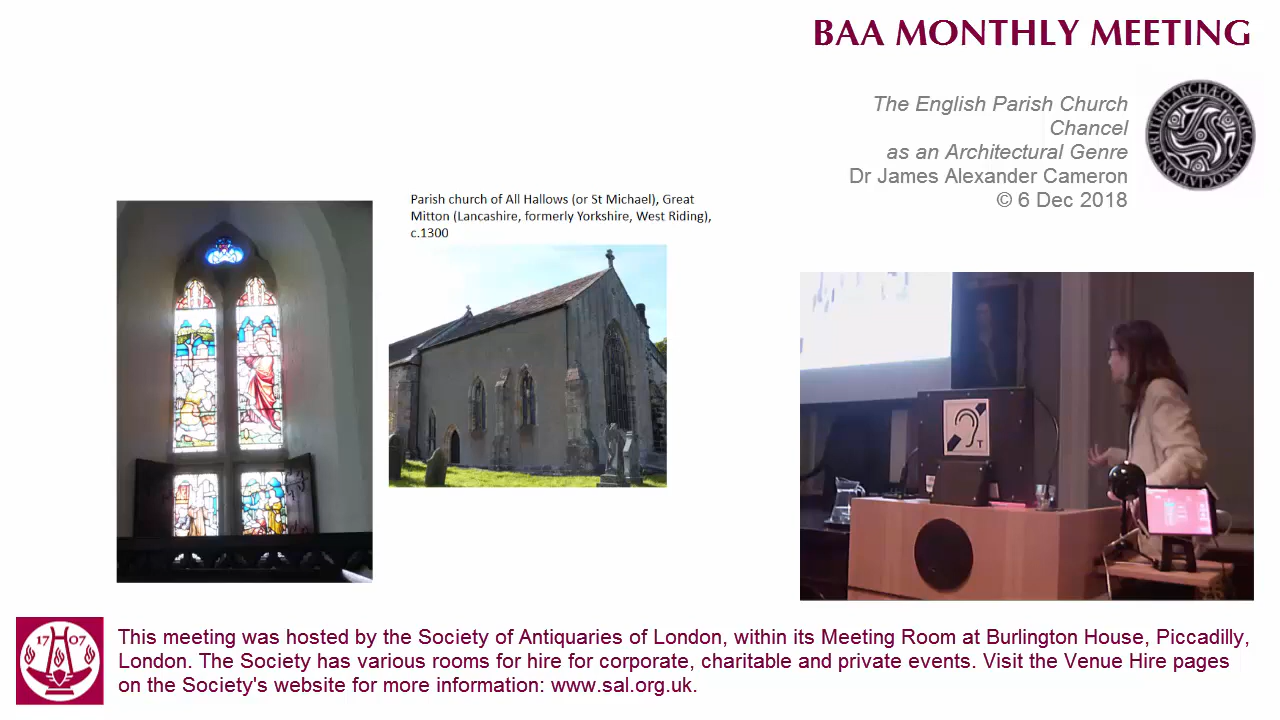 BAA MONTHLY MEETING
The English Parish Church
Chancel
as an Architectural Genre
Dr James Alexander Cameron
© 6 Dec 2018
BRITISH·ARCHÆOLOGICAL·ASSOCIATION·
Parish church of All Hallows (or St Michael), Great
Mitton (Lancashire, formerly Yorkshire, West Riding),
c.1300
T
1707
This meeting was hosted by the Society of Antiquaries of London, within its Meeting Room at Burlington House, Piccadilly,
London. The Society has various rooms for hire for corporate, charitable and private events. Visit the Venue Hire pages
on the Society's website for more information: www.sal.org.uk.